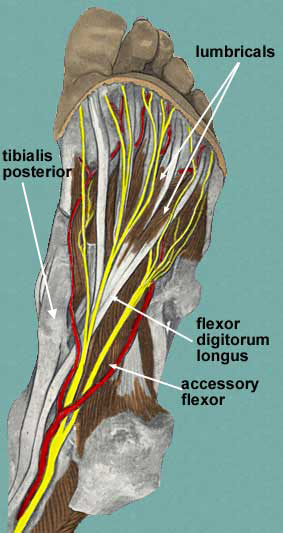 lumbricals
tibialis
posterior
flexor
digitorum
longus
accessory
flexor